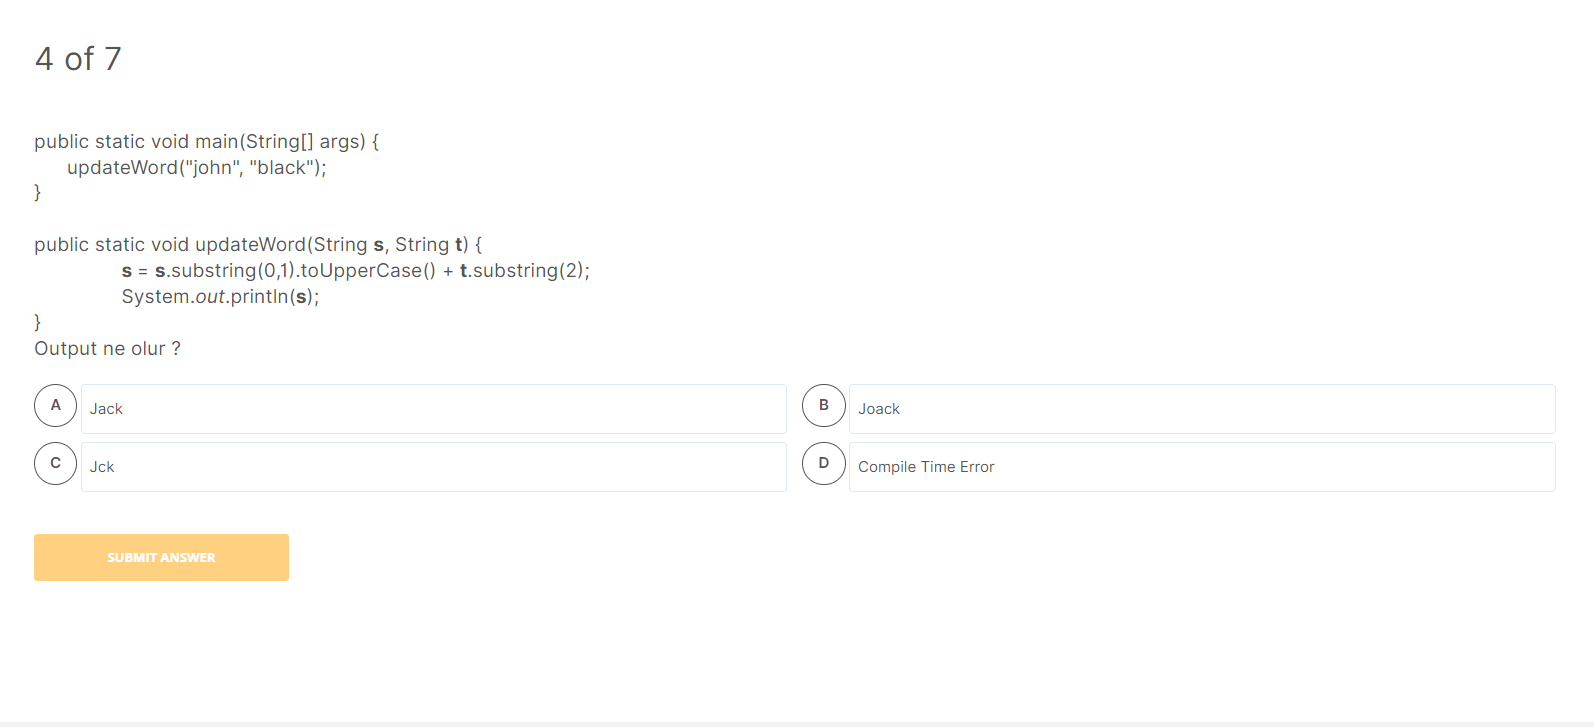 4 of 7
public static void main(String[] args) {
updateWord("john", "black");
}
public static void updateWord(String s, String t) {
s = s.substring(0,1).toUpperCase() + t.substring(2);
System.out.println(s);
}
Output ne olur ?
A Jack
B Joack
C Jck
D Compile Time Error
SUBMIT ANSWER